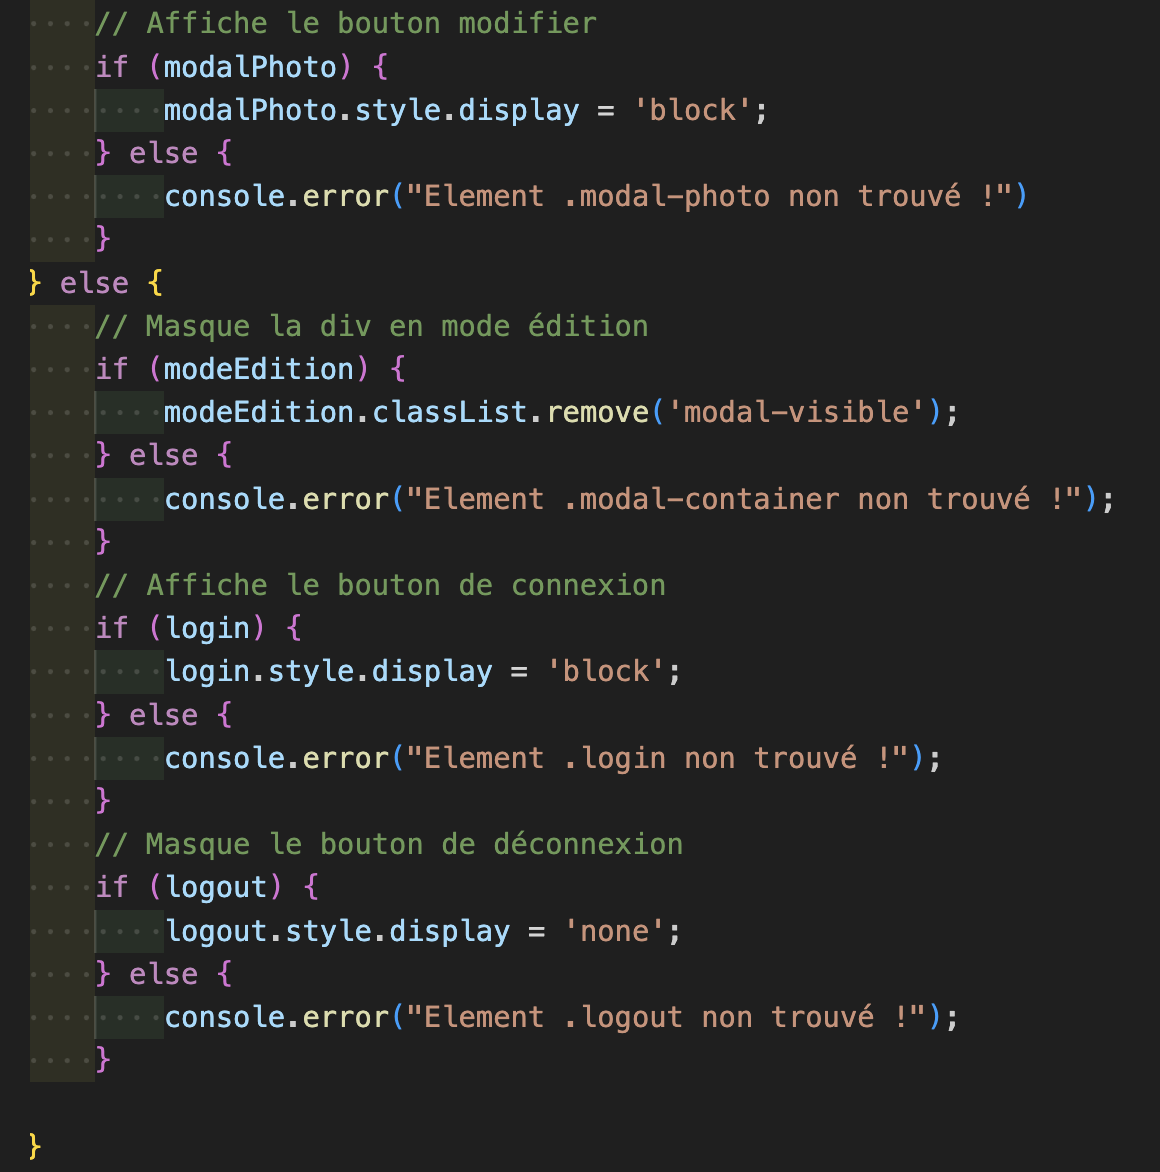 // Affiche le bouton modifier
if (modalPhoto) {
modalPhoto.style.display = 'block';
} else {
console.error("Element .modal-photo non trouvé !")
}
} else {
// Masque la div en mode édition
if (modeEdition) {
modeEdition.classList.remove('modal-visible');
} else {
console.error("Element .modal-container non trouvé !");
}
// Affiche le bouton de connexion
if (login) {
login.style.display = 'block';
} else {
console.error("Element .login non trouvé !");
}
// Masque le bouton de déconnexion
if (logout) {
logout.style.display = 'none';
} else {
console.error("Element .logout non trouvé !");
}
}